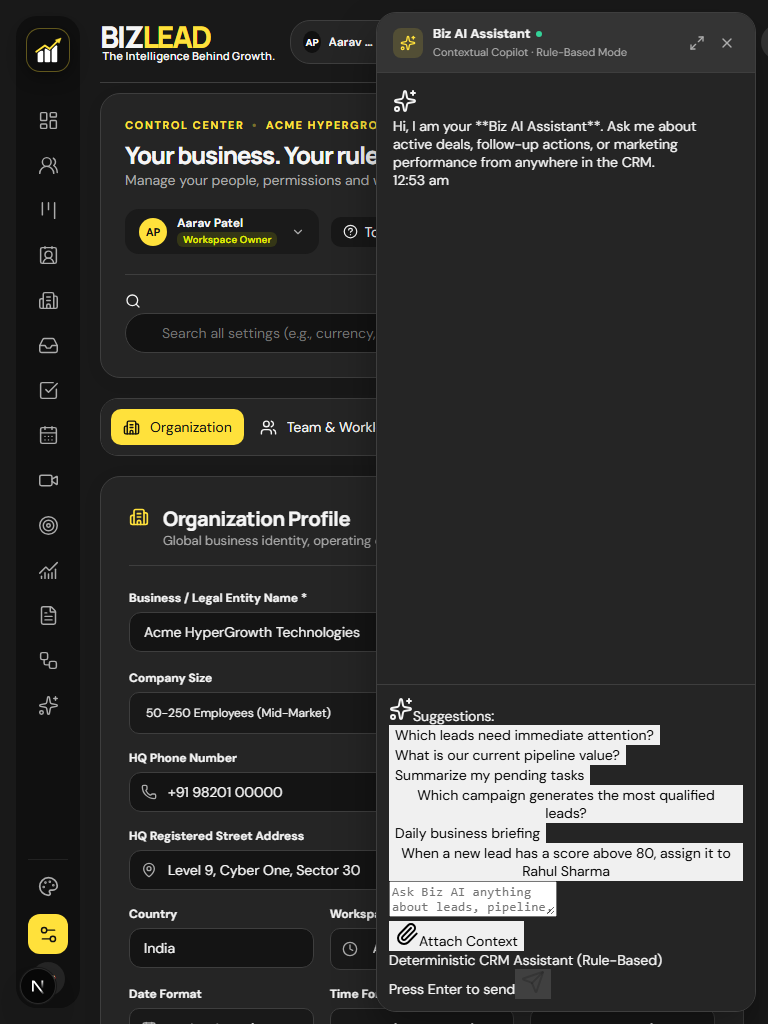 BIZLEAD
The Intelligence Behind Growth.
AP Aarav ...
CONTROL CENTER • ACME HYPERGRO
Your business. Your rule
Manage your people, permissions and
AP
Aarav Patel
Workspace Owner
Search all settings (e.g., currency,
Organization
Team & Workl
Organization Profile
Global business identity, operating
Business / Legal Entity Name *
Acme HyperGrowth Technologies
Company Size
50-250 Employees (Mid-Market)
HQ Phone Number
+91 98201 00000
HQ Registered Street Address
Level 9, Cyber One, Sector 30
Country
India
Date Format
Time Fo
N
Biz AI Assistant
Contextual Copilot · Rule-Based Mode
Hi, I am your **Biz AI Assistant**. Ask me about
active deals, follow-up actions, or marketing
performance from anywhere in the CRM.
12:53 am
Suggestions:
Which leads need immediate attention?
What is our current pipeline value?
Summarize my pending tasks
Which campaign generates the most qualified
leads?
Daily business briefing
When a new lead has a score above 80, assign it to
Rahul Sharma
Ask Biz AI anything
about leads, pipeline,
Attach Context
Deterministic CRM Assistant (Rule-Based)
Press Enter to send